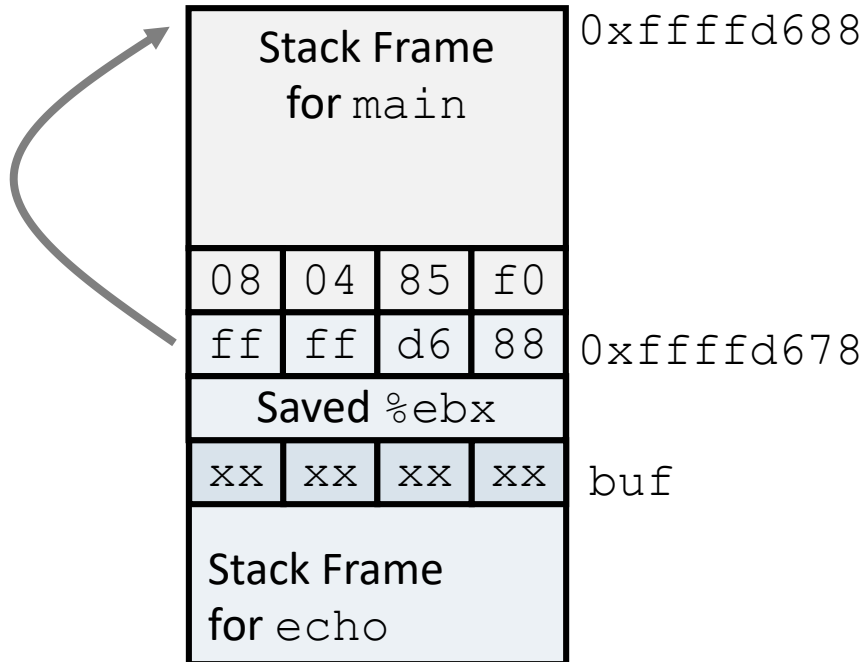 Stack Frame
for main
0xffffd688
08 04 85 f0
ff ff d6 88
0xffffd678
Saved %ebx
xx xx xx xx
buf
Stack Frame
for echo